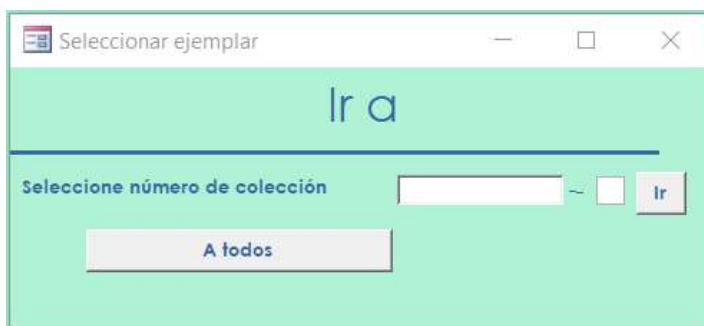 Seleccionar ejemplar
Ir a
Seleccione número de colección ~ Ir
A todos